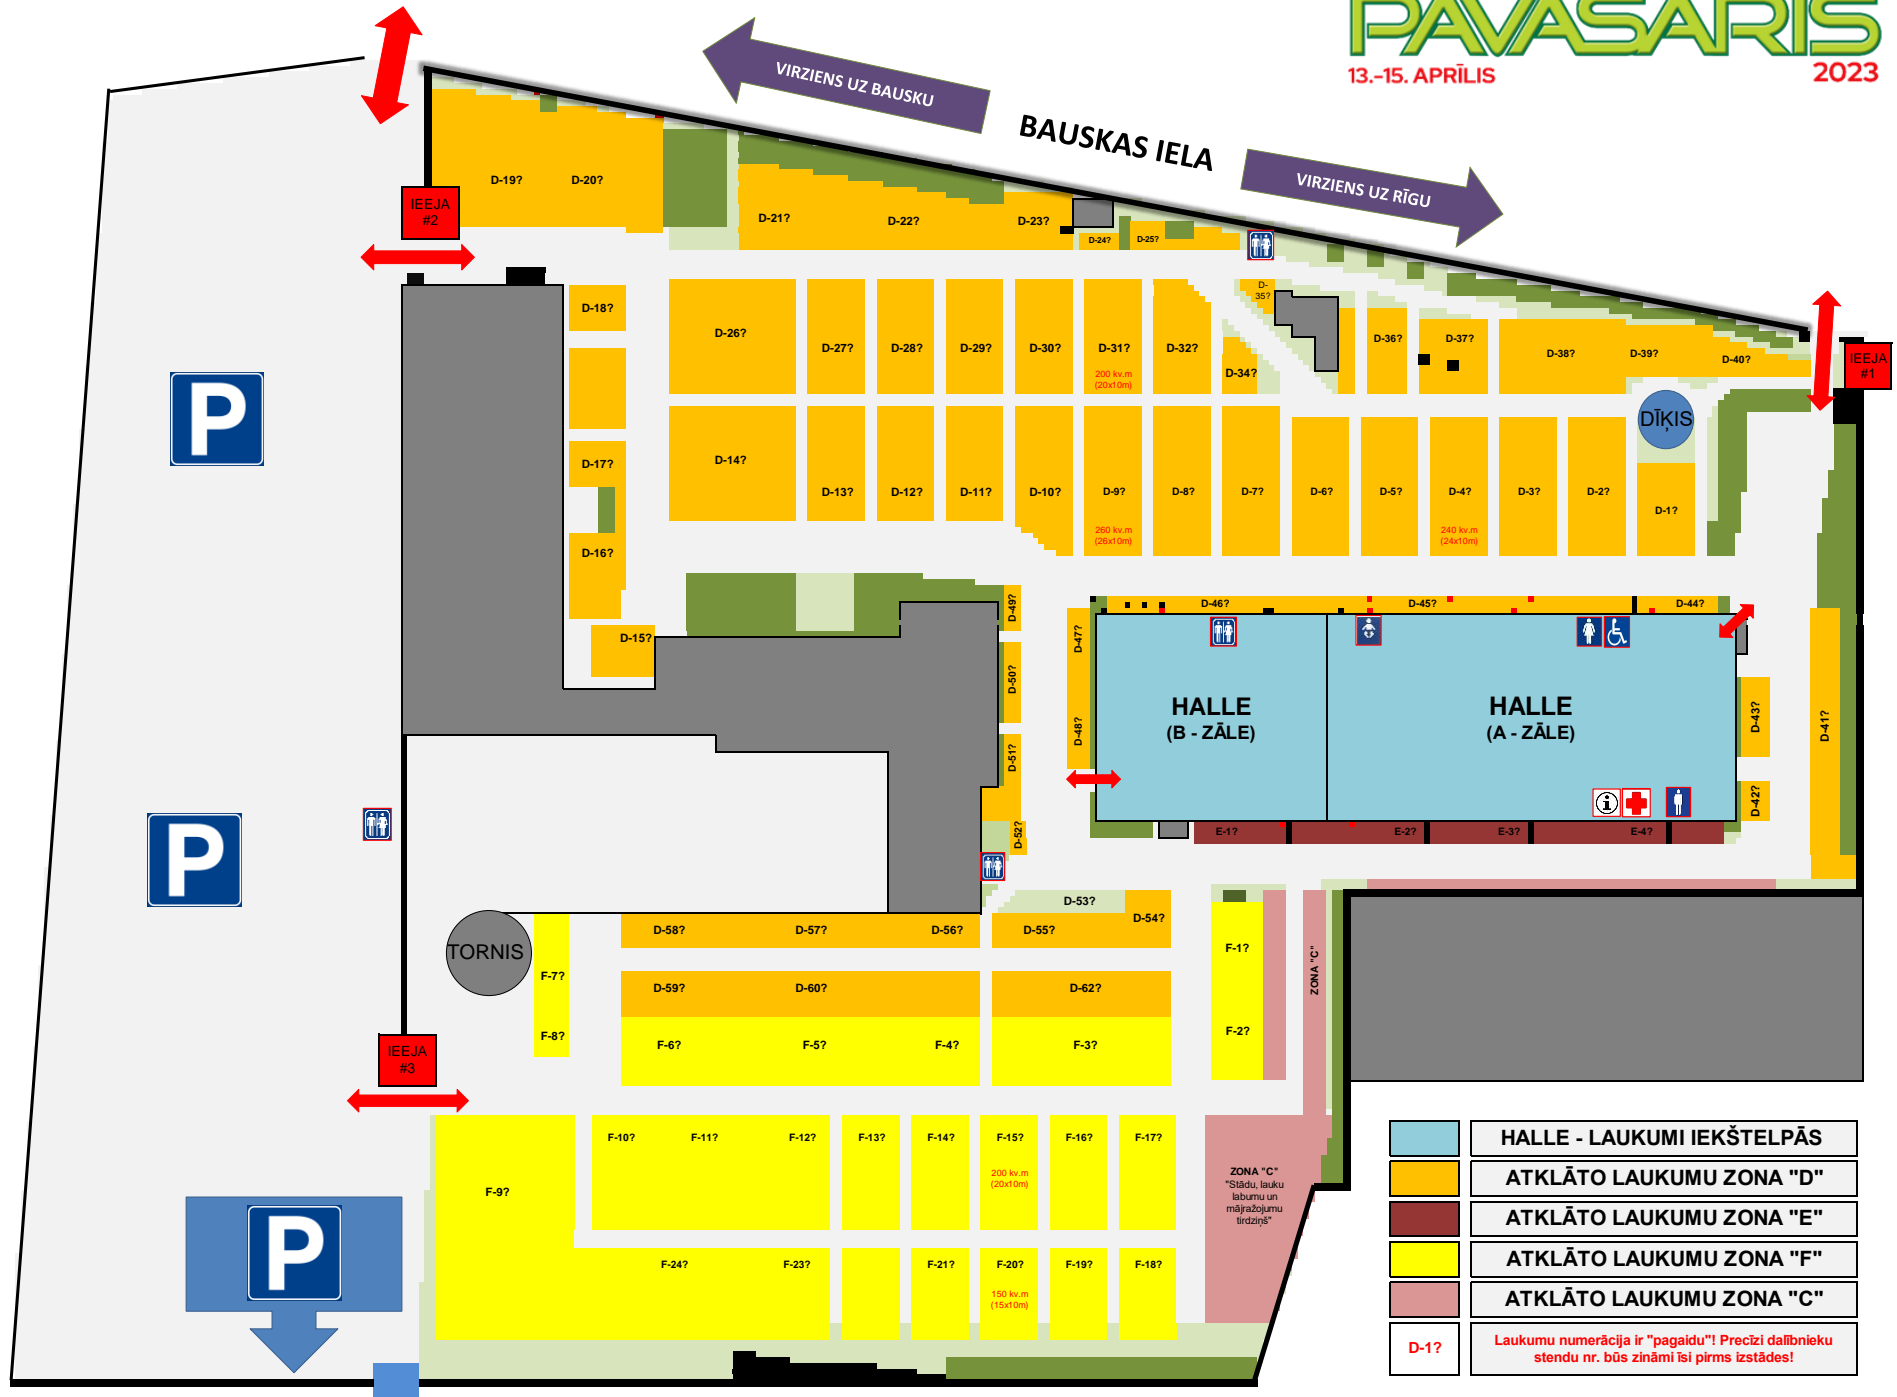 PAVASARIS
13.-15. APRĪLIS
2023
VIRZIENS UZ BAUSKU
BAUSKAS IELA
VIRZIENS UZ RĪGU
IEEJA
#2
D-19?
D-20?
D-21?
D-22?
D-23?
D-24?
D-25?
D-18?
D-26?
D-27?
D-28?
D-29?
D-30?
D-31?
200 kv.m
(20x10m)
D-32?
D-34?
D-
35?
D-36?
D-37?
D-38?
D-39?
D-40?
IEEJA
#1
P
DĪĶIS
D-17?
D-14?
D-13?
D-12?
D-11?
D-10?
D-9?
260 kv.m
(26x10m)
D-8?
D-7?
D-6?
D-5?
D-4?
240 kv.m
(24x10m)
D-3?
D-2?
D-1?
D-16?
D-15?
D-49?
D-50?
D-51?
D-52?
D-47?
D-48?
D-46?
D-45?
D-44?
HALLE
(B - ZĀLE)
HALLE
(A - ZĀLE)
D-43?
D-42?
D-41?
i
E-1?
E-2?
E-3?
E-4?
P
TORNIS
D-53?
D-54?
D-58?
D-57?
D-56?
D-55?
F-7?
F-8?
D-59?
D-60?
D-62?
F-6?
F-5?
F-4?
F-3?
F-1?
F-2?
ZONA "C"
IEEJA
#3
F-9?
F-10?
F-11?
F-12?
F-13?
F-14?
F-15?
200 kv.m
(20x10m)
F-16?
F-17?
ZONA "C"
"Stādu, lauku
labumu un
mājražojumu
tirdziņš"
F-24?
F-23?
F-21?
F-20?
150 kv.m
(15x10m)
F-19?
F-18?
P
HALLE - LAUKUMI IEKŠTELPĀS
ATKLĀTO LAUKUMU ZONA "D"
ATKLĀTO LAUKUMU ZONA "E"
ATKLĀTO LAUKUMU ZONA "F"
ATKLĀTO LAUKUMU ZONA "C"
D-1?
Laukumu numerācija ir "pagaidu"! Precīzi dalībnieku
stendu nr. būs zināmi īsi pirms izstādes!